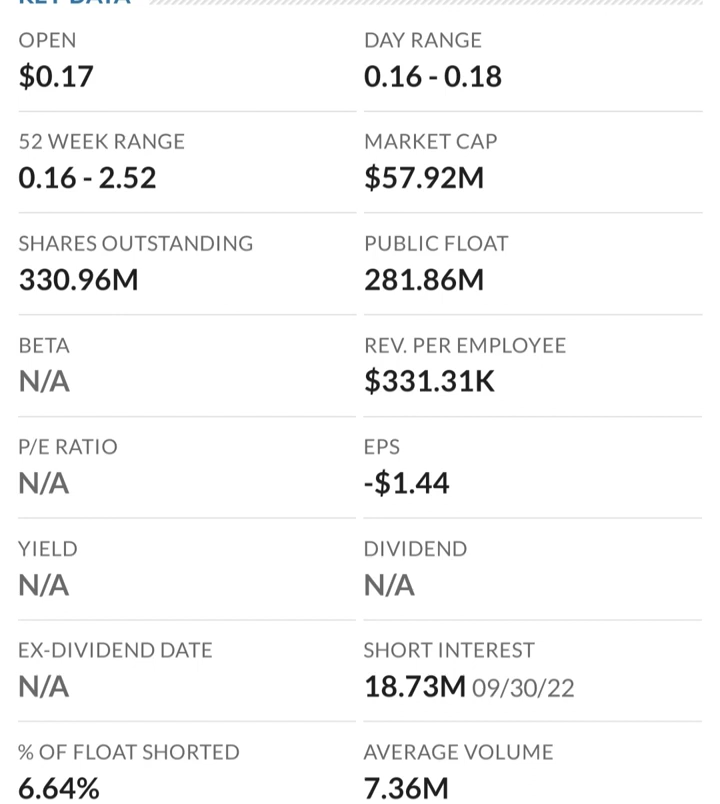 KEY DATA
OPEN
$0.17
DAY RANGE
0.16 - 0.18
52 WEEK RANGE
0.16 - 2.52
MARKET CAP
$57.92M
SHARES OUTSTANDING
330.96M
PUBLIC FLOAT
281.86M
BETA
N/A
REV. PER EMPLOYEE
$331.31K
P/E RATIO
N/A
EPS
-$1.44
YIELD
N/A
DIVIDEND
N/A
EX-DIVIDEND DATE
N/A
SHORT INTEREST
18.73M 09/30/22
% OF FLOAT SHORTED
6.64%
AVERAGE VOLUME
7.36M